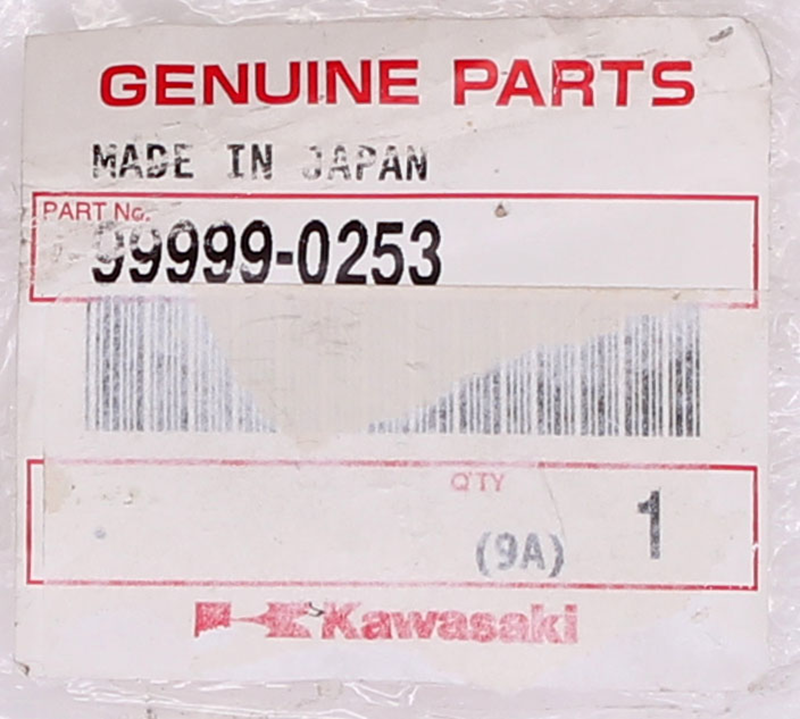 GENUINE PARTS
MADE IN JAPAN
PART No.
99999-0253
Q'TY
(9A) 1
Kawasaki